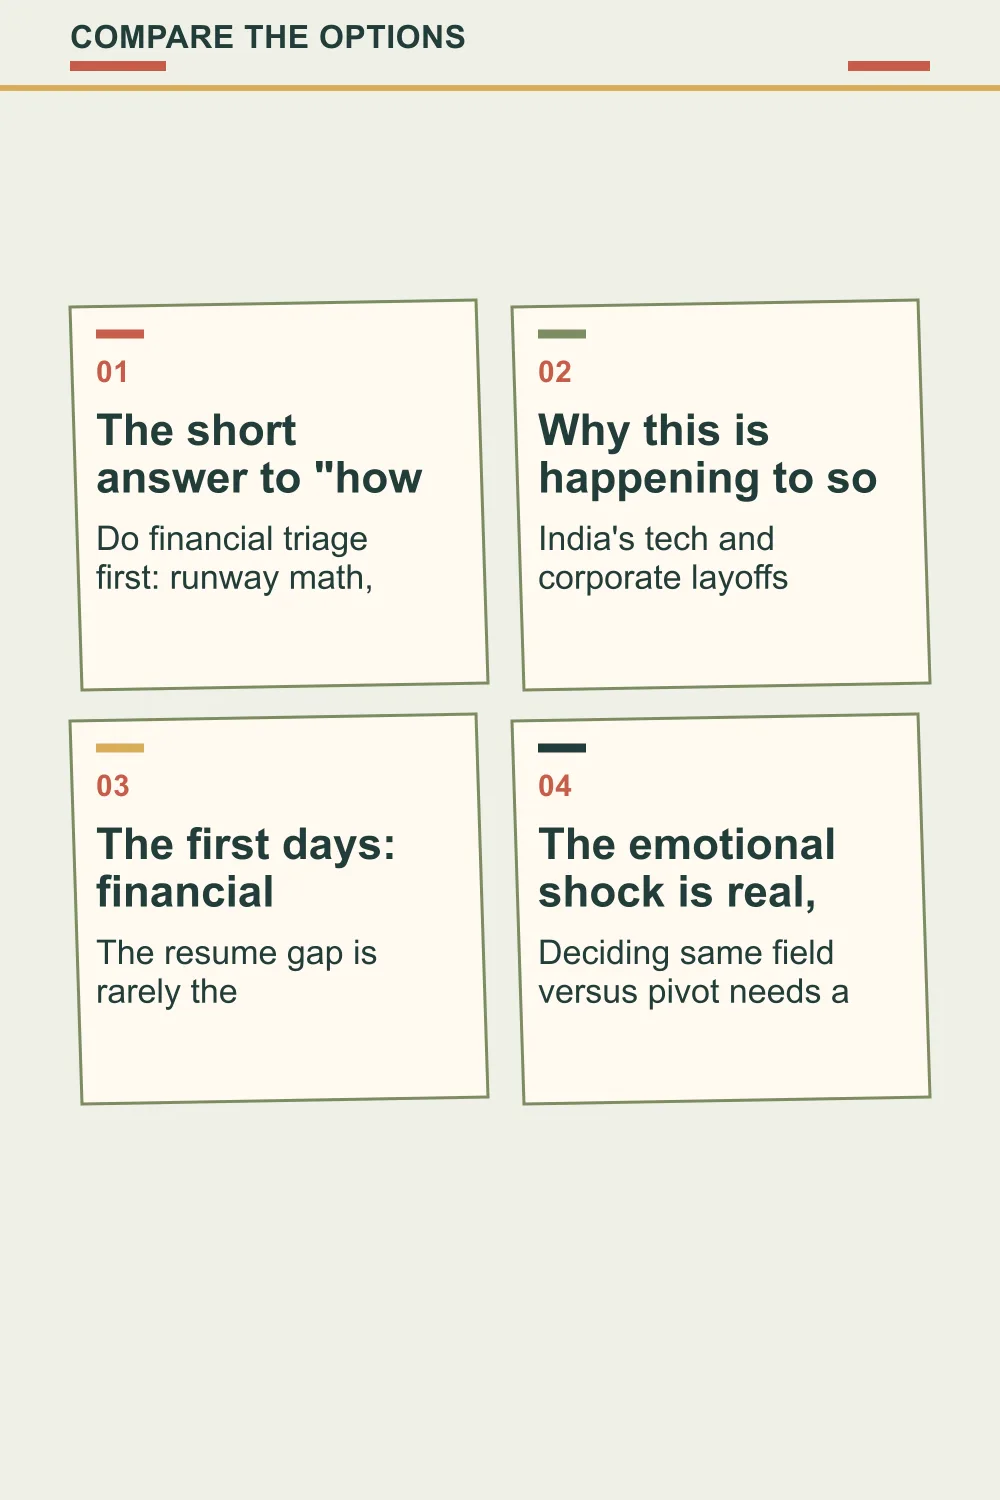 COMPARE THE OPTIONS
01
The short
answer to "how
Do financial triage
first: runway math,
02
Why this is
happening to so
India's tech and
corporate layoffs
03
The first days:
financial
The resume gap is
rarely the
04
The emotional
shock is real,
Deciding same field
versus pivot needs a